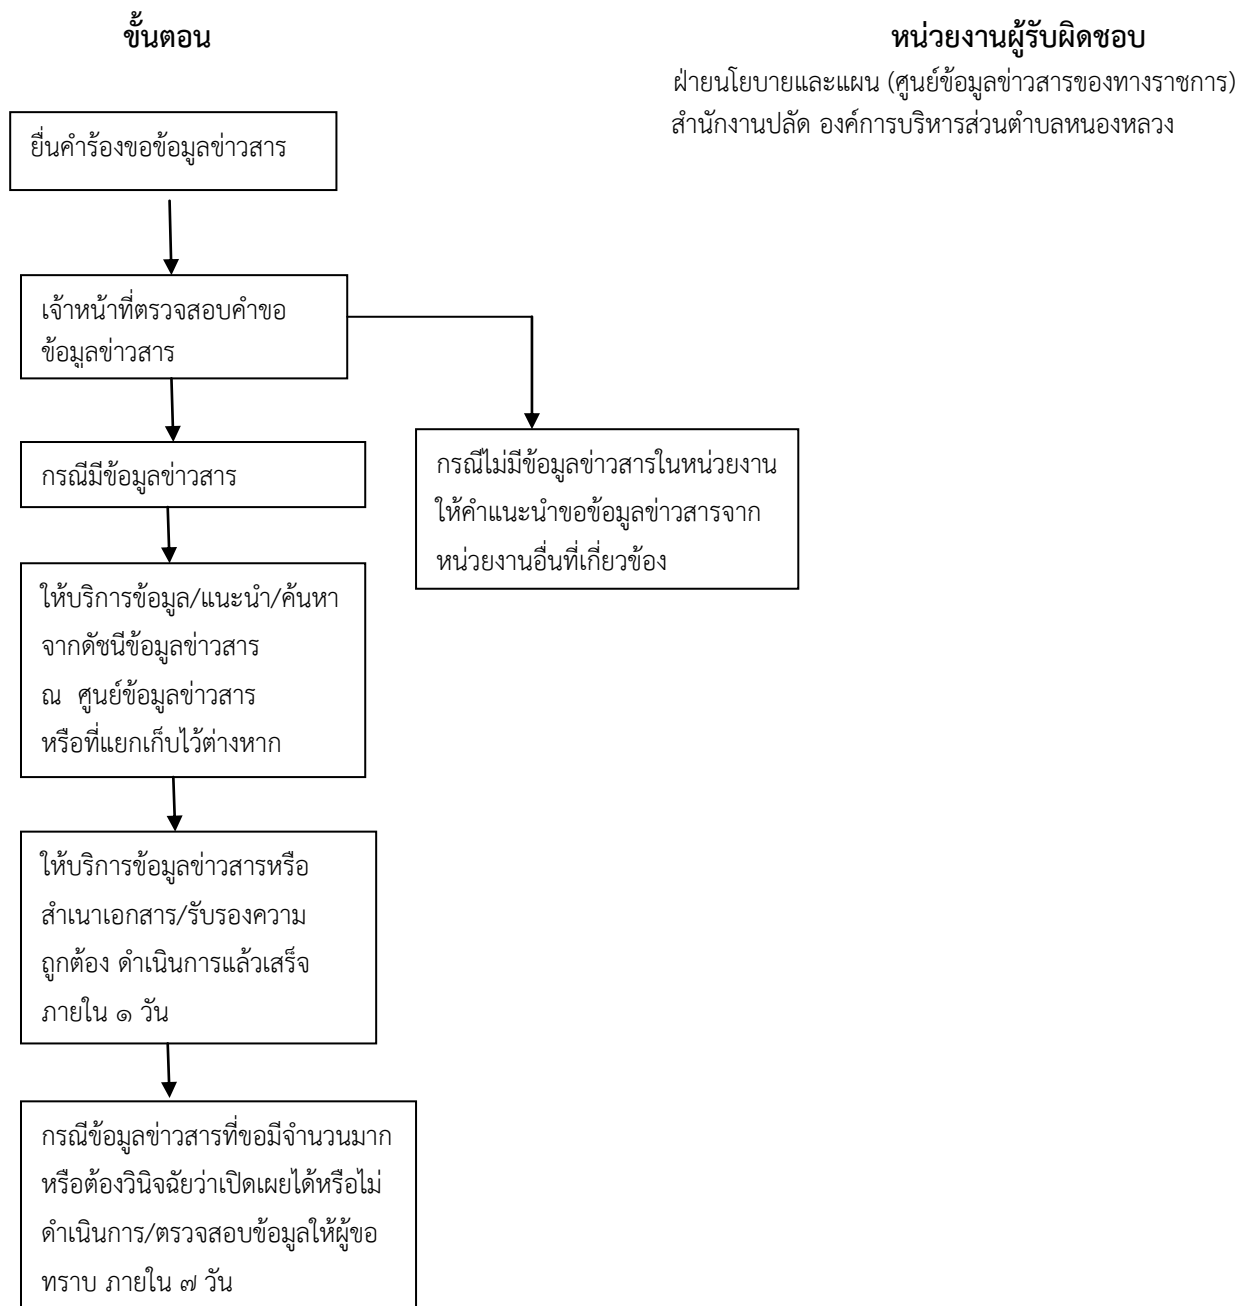 ขั้นตอน
หน่วยงานผู้รับผิดชอบ
ฝ่ายนโยบายและแผน (ศูนย์ข้อมูลข่าวสารของทางราชการ)
สำนักงานปลัด องค์การบริหารส่วนตำบลหนองหลวง
ยื่นคำร้องขอข้อมูลข่าวสาร
เจ้าหน้าที่ตรวจสอบคำขอ
ข้อมูลข่าวสาร
กรณีมีข้อมูลข่าวสาร
กรณีไม่มีข้อมูลข่าวสารในหน่วยงาน
ให้คำแนะนำขอข้อมูลข่าวสารจาก
หน่วยงานอื่นที่เกี่ยวข้อง
ให้บริการข้อมูล/แนะนำ/ค้นหา
จากดัชนีข้อมูลข่าวสาร
ณ ศูนย์ข้อมูลข่าวสาร
หรือที่แยกเก็บไว้ต่างหาก
ให้บริการข้อมูลข่าวสารหรือ
สำเนาเอกสาร/รับรองความ
ถูกต้อง ดำเนินการแล้วเสร็จ
ภายใน ๑ วัน
กรณีข้อมูลข่าวสารที่ขอมีจำนวนมาก
หรือต้องวินิจฉัยว่าเปิดเผยได้หรือไม่
ดำเนินการ/ตรวจสอบข้อมูลให้ผู้ขอ
ทราบ ภายใน ๗ วัน